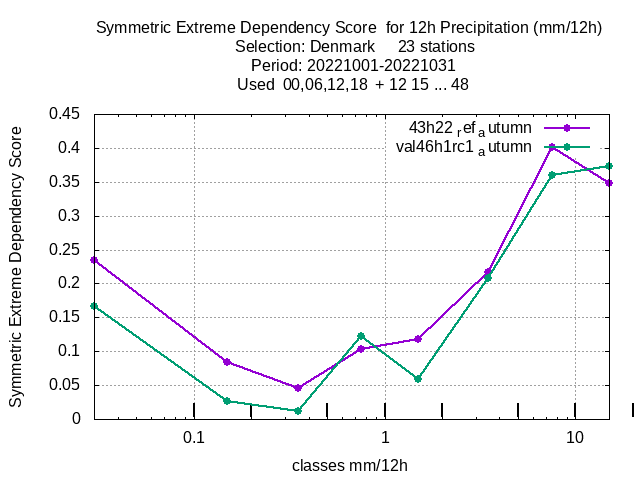 Symmetric Extreme Dependency Score for 12h Precipitation (mm/12h)
Selection: Denmark 23 stations
Period: 20221001-20221031
Used 00,06,12,18 + 12 15 ... 48
43h22 refautumn
val46h1rc1 autumn
Symmetric Extreme Dependency Score
0.45
0.4
0.35
0.3
0.25
0.2
0.15
0.1
0.05
0
0.1 1 10
classes mm/12h